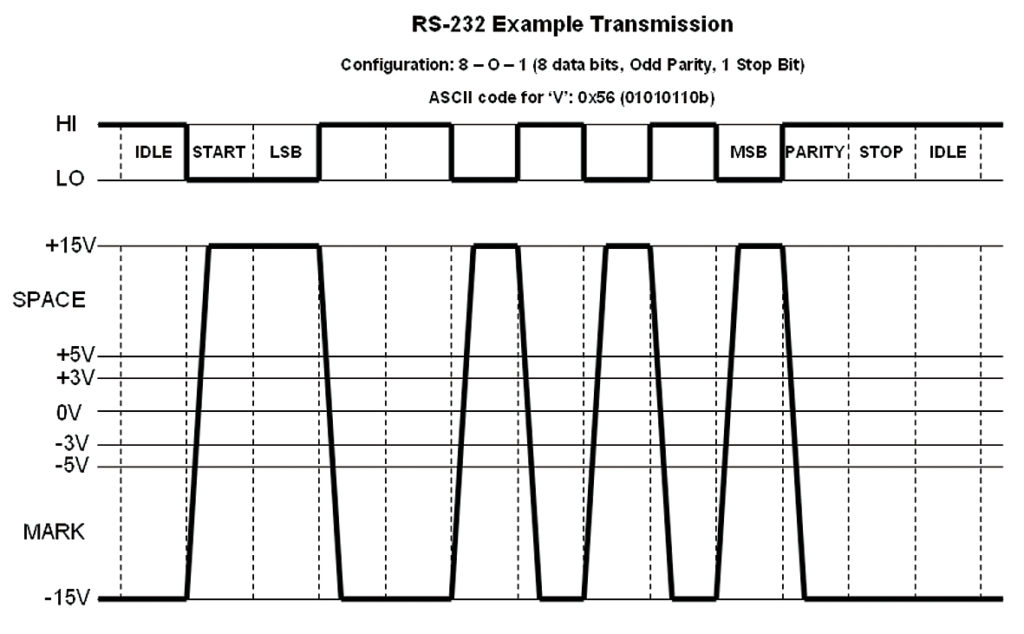 RS-232 Example Transmission
Configuration: 8 – O – 1 (8 data bits, Odd Parity, 1 Stop Bit)
ASCII code for ‘V’: 0x56 (01010110b)
HI
IDLE START LSB MSB PARITY STOP IDLE
LO
+15V
SPACE
+5V
+3V
0V
-3V
-5V
MARK
-15V